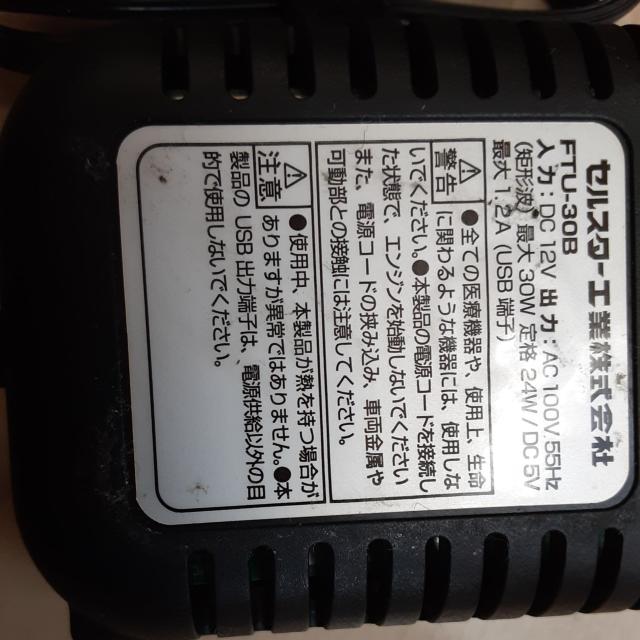 セルスター工業株式会社
FTU-30B
入力：DC 12V 出力：AC 100V.55Hz
(矩形波) 最大 30W 定格 24W/DC5V
最大 1.2A (USB 端子)
警告
●全ての医療機器や、使用上、生命
に関わるような機器には、使用しな
いでください。●本製品の電源コードを接続し
た状態で、エンジンを始動しないでください
また、電源コードの挟み込み、車両金属や
可動部との接触には注意してください。
注意
●使用中、本製品が熱を持つ場合が
ありますが異常ではありません。●本
製品の USB 出力端子は、電源供給以外の目
的で使用しないでください。